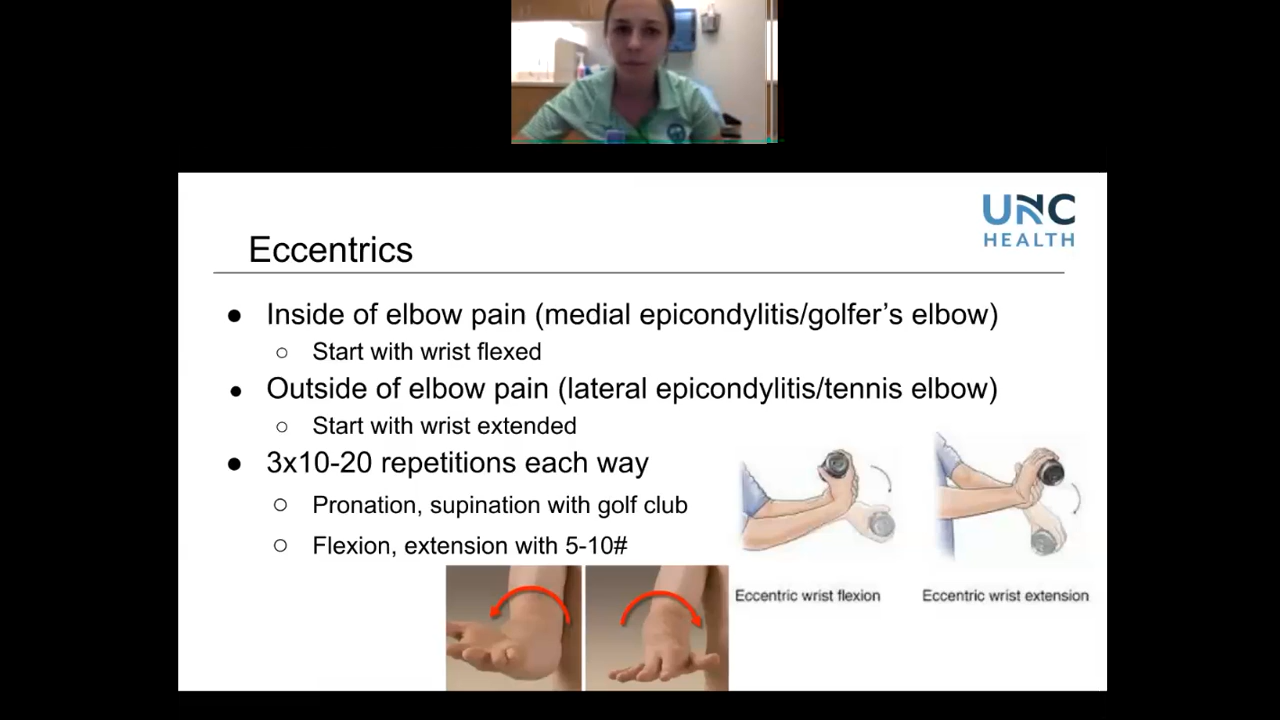 UNC
HEALTH
Eccentrics
● Inside of elbow pain (medial epicondylitis/golfer’s elbow)
○ Start with wrist flexed
● Outside of elbow pain (lateral epicondylitis/tennis elbow)
○ Start with wrist extended
● 3x10-20 repetitions each way
○ Pronation, supination with golf club
○ Flexion, extension with 5-10#
Eccentric wrist flexion
Eccentric wrist extension